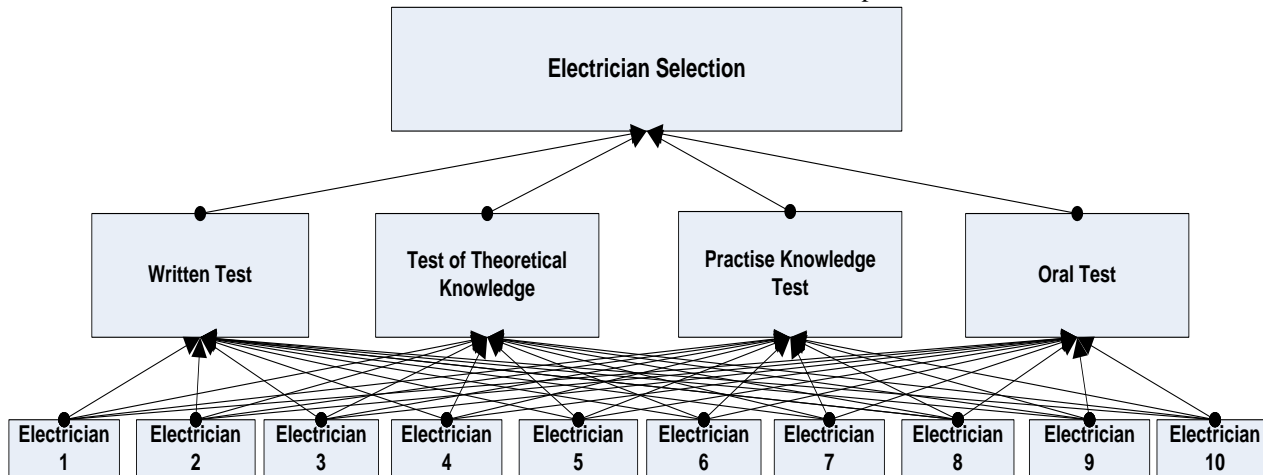 Electrician Selection
Written Test
Test of Theoretical
Knowledge
Practise Knowledge
Test
Oral Test
Electrician
1
Electrician
2
Electrician
3
Electrician
4
Electrician
5
Electrician
6
Electrician
7
Electrician
8
Electrician
9
Electrician
10